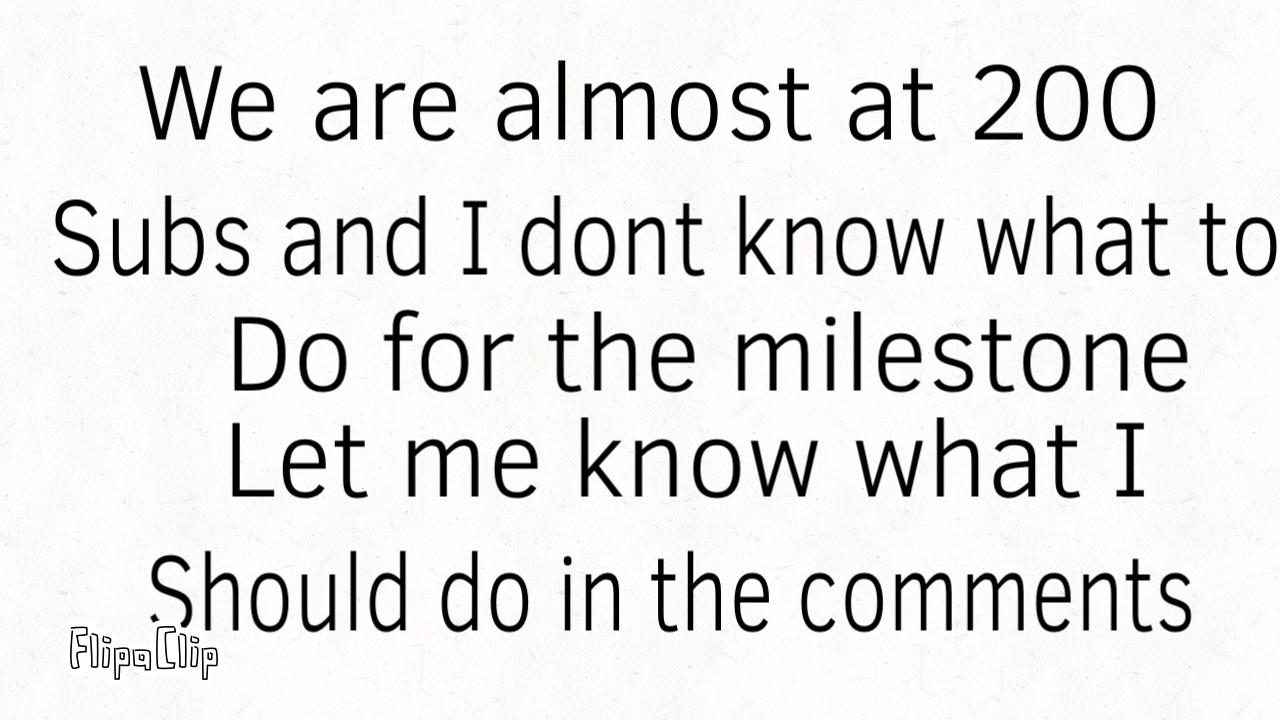 We are almost at 200
Subs and I dont know what to
Do for the milestone
Let me know what I
Should do in the comments
FlipaClip